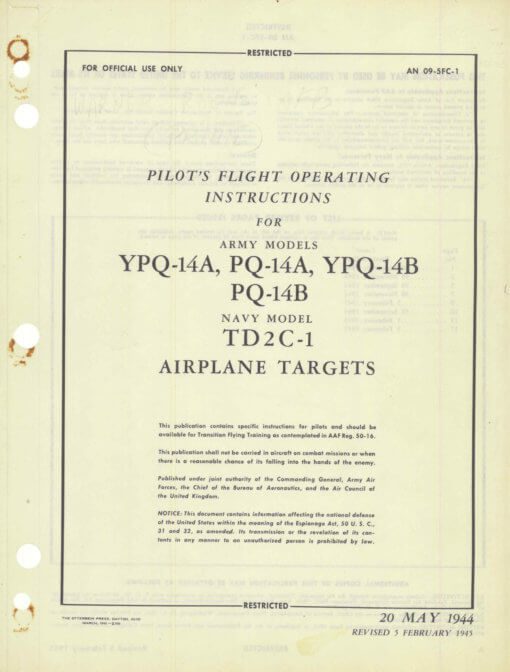 RESTRICTED
FOR OFFICIAL USE ONLY
AN 09-5FC-1
PILOT'S FLIGHT OPERATING
INSTRUCTIONS
FOR
ARMY MODELS
YPQ-14A, PQ-14A, YPQ-14B
PQ-14B
NAVY MODEL
TD2C-1
AIRPLANE TARGETS
This publication contains specific instructions for pilots and should be
available for Transition Flying Training as contemplated in AAF Reg. 50-16.
This publication shall not be carried in aircraft on combat missions or when
there is a reasonable chance of its falling into the hands of the enemy.
Published under joint authority of the Commanding General, Army Air
Forces, the Chief of the Bureau of Aeronautics, and the Air Council of
the United Kingdom.
NOTICE: This document contains information affecting the national defense
of the United States within the meaning of the Espionage Act, 50 U. S. C.,
31 and 32, as amended. Its transmission or the revelation of its con-
tents in any manner to an unauthorized person is prohibited by law.
RESTRICTED
THE OTTERBEIN PRESS, DAYTON, OHIO
20 MAY 1944
REVISED 5 FEBRUARY 1945